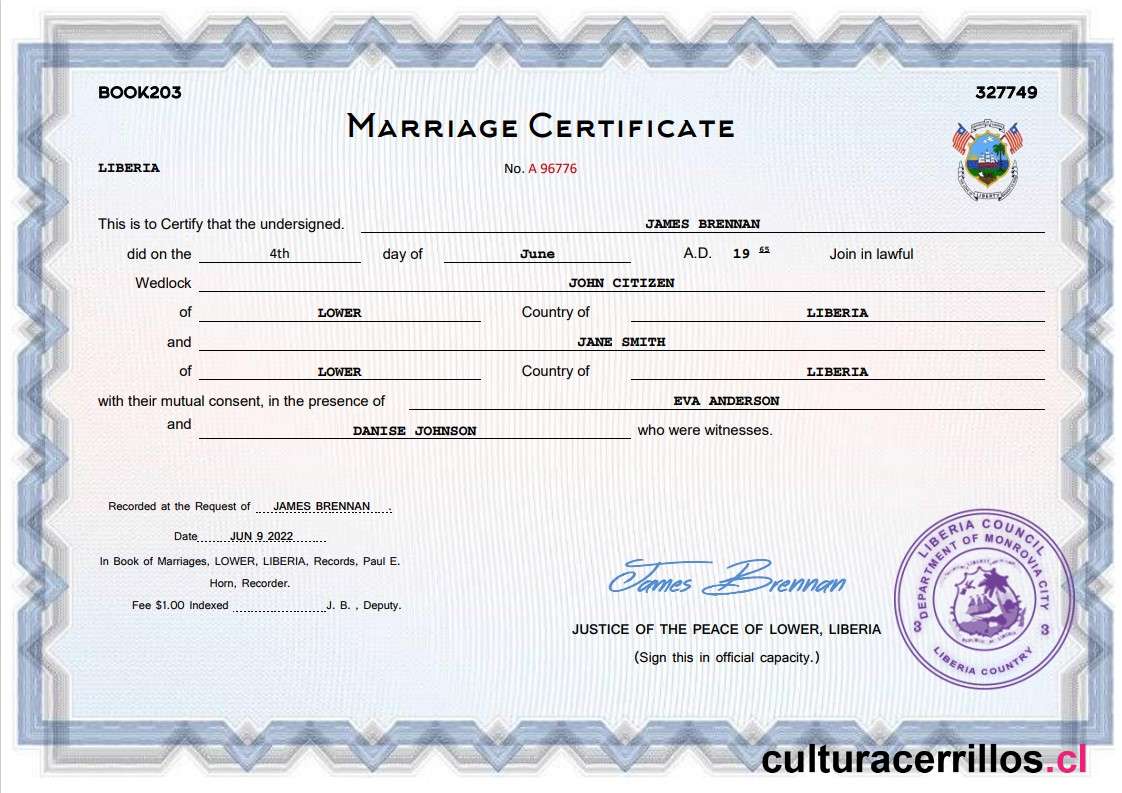 BOOK203 327749
MARRIAGE CERTIFICATE
LIBERIA No. A 96776
This is to Certify that the undersigned. JAMES BRENNAN
did on the 4th day of June A.D. 19 65 Join in lawful
Wedlock JOHN CITIZEN
of LOWER Country of LIBERIA
and JANE SMITH
of LOWER Country of LIBERIA
with their mutual consent, in the presence of EVA ANDERSON
and DANISE JOHNSON who were witnesses.
Recorded at the Request of JAMES BRENNAN
Date JUN 9 2022
In Book of Marriages, LOWER, LIBERIA, Records, Paul E.
Horn, Recorder.
Fee $1.00 Indexed J. B. , Deputy.
James Brennan
JUSTICE OF THE PEACE OF LOWER, LIBERIA
(Sign this in official capacity.)
LIBERIA COUNCIL
DEPARTMENT OF MONROVIA CITY
3 3
LIBERIA COUNTRY
culturacerrillos.cl